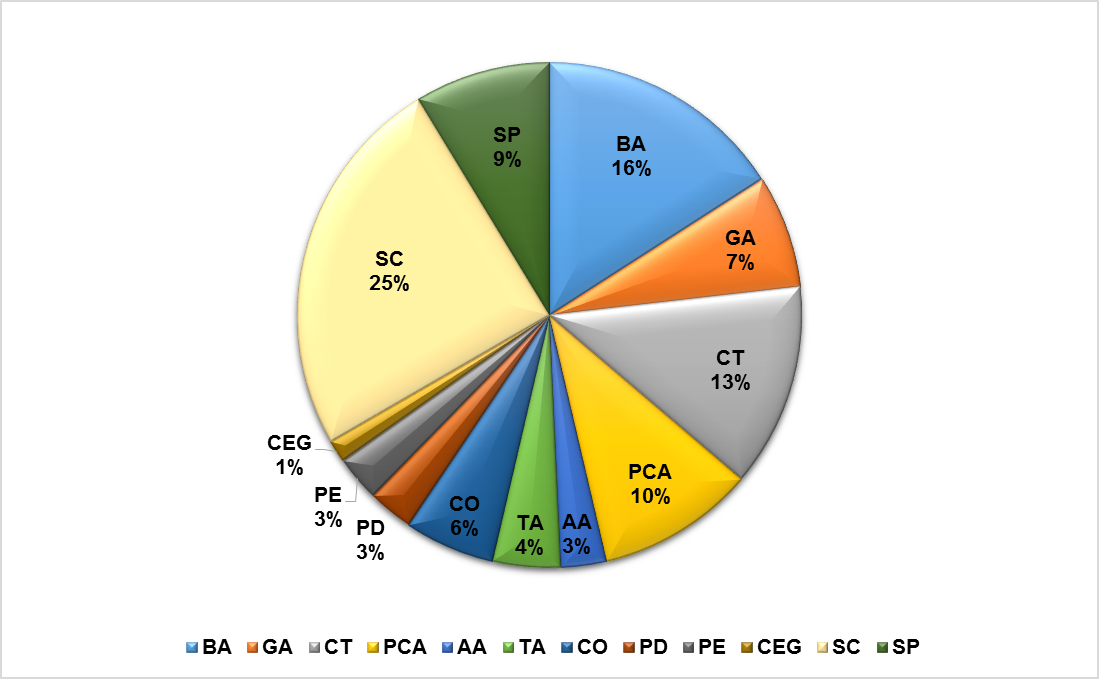 BA
16%
GA
7%
CT
13%
PCA
10%
AA
3%
TA
4%
CO
6%
PD
3%
PE
3%
CEG
1%
SC
25%
SP
9%
BA GA CT PCA AA TA CO PD PE CEG SC SP